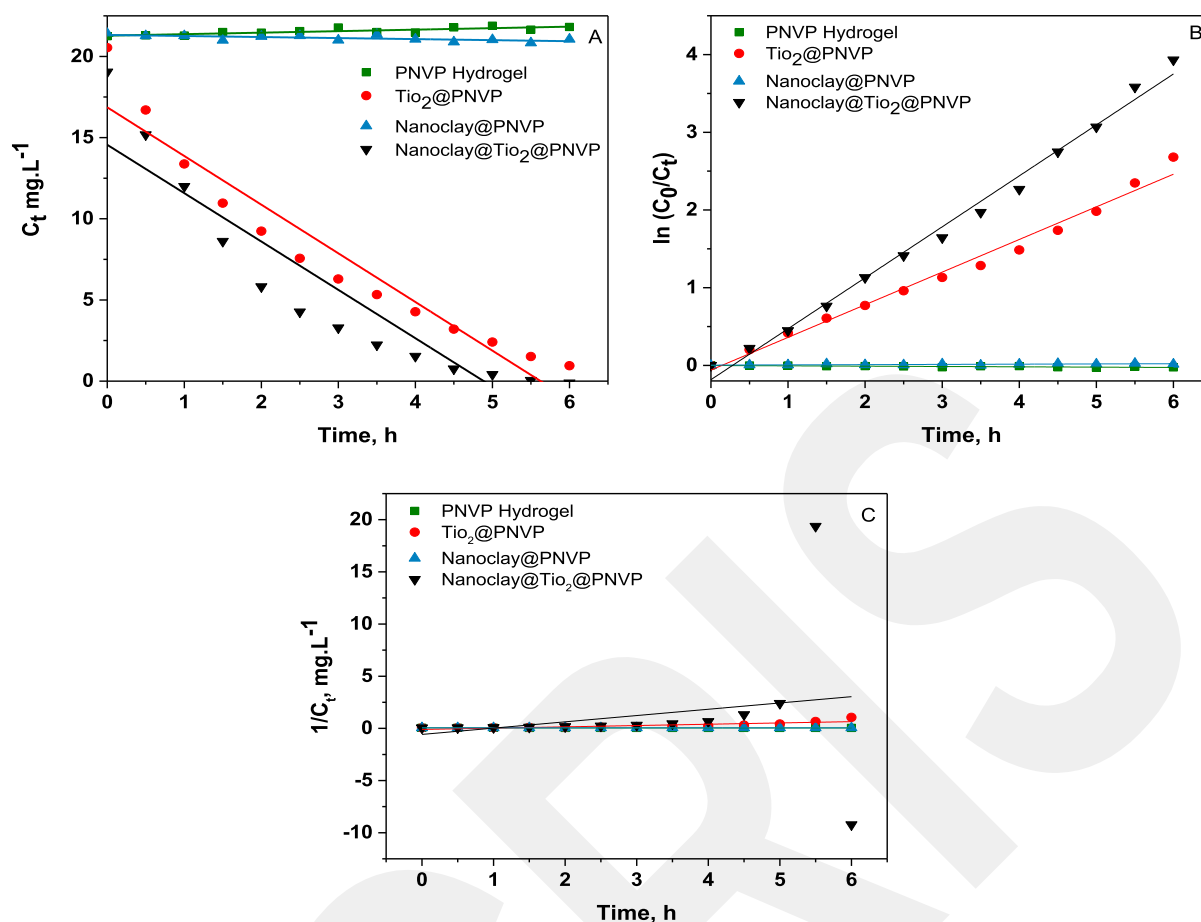 A
PNVP Hydrogel
Tio2@PNVP
Nanoclay@PNVP
Nanoclay@Tio2@PNVP
Ct mg.L-1
20
15
10
5
0
0 1 2 3 4 5 6
Time, h
B
PNVP Hydrogel
Tio2@PNVP
Nanoclay@PNVP
Nanoclay@Tio2@PNVP
ln (C0/Ct)
4
3
2
1
0
0 1 2 3 4 5 6
Time, h
C
PNVP Hydrogel
Tio2@PNVP
Nanoclay@PNVP
Nanoclay@Tio2@PNVP
1/Ct, mg.L-1
20
15
10
5
0
-5
-10
0 1 2 3 4 5 6
Time, h